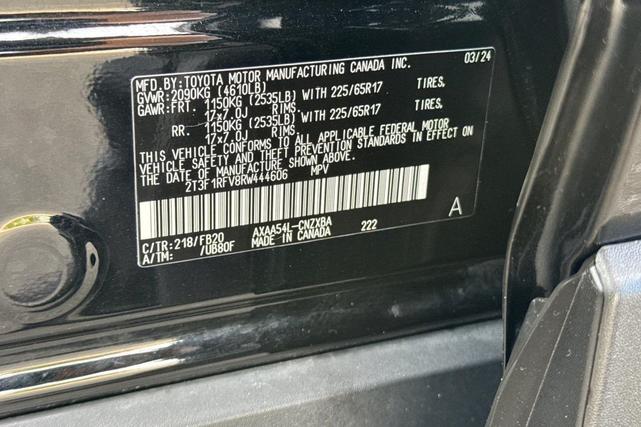 MFD.BY:TOYOTA MOTOR MANUFACTURING CANADA INC. 03/24
GVWR:2090KG (4610LB)
GAWR:FRT. 1150KG (2535LB) WITH 225/65R17 TIRES,
17x7.0J RIMS,
RR. 1150KG (2535LB) WITH 225/65R17 TIRES,
17x7.0J RIMS,
THIS VEHICLE CONFORMS TO ALL APPLICABLE FEDERAL MOTOR
VEHICLE SAFETY AND THEFT PREVENTION STANDARDS IN EFFECT ON
THE DATE OF MANUFACTURE SHOWN ABOVE.
2T3F1RFV8RW444606 MPV
A
C/TR:218/FB20 AXAA54L-CNZXBA 222
A/TM: /UB80F MADE IN CANADA